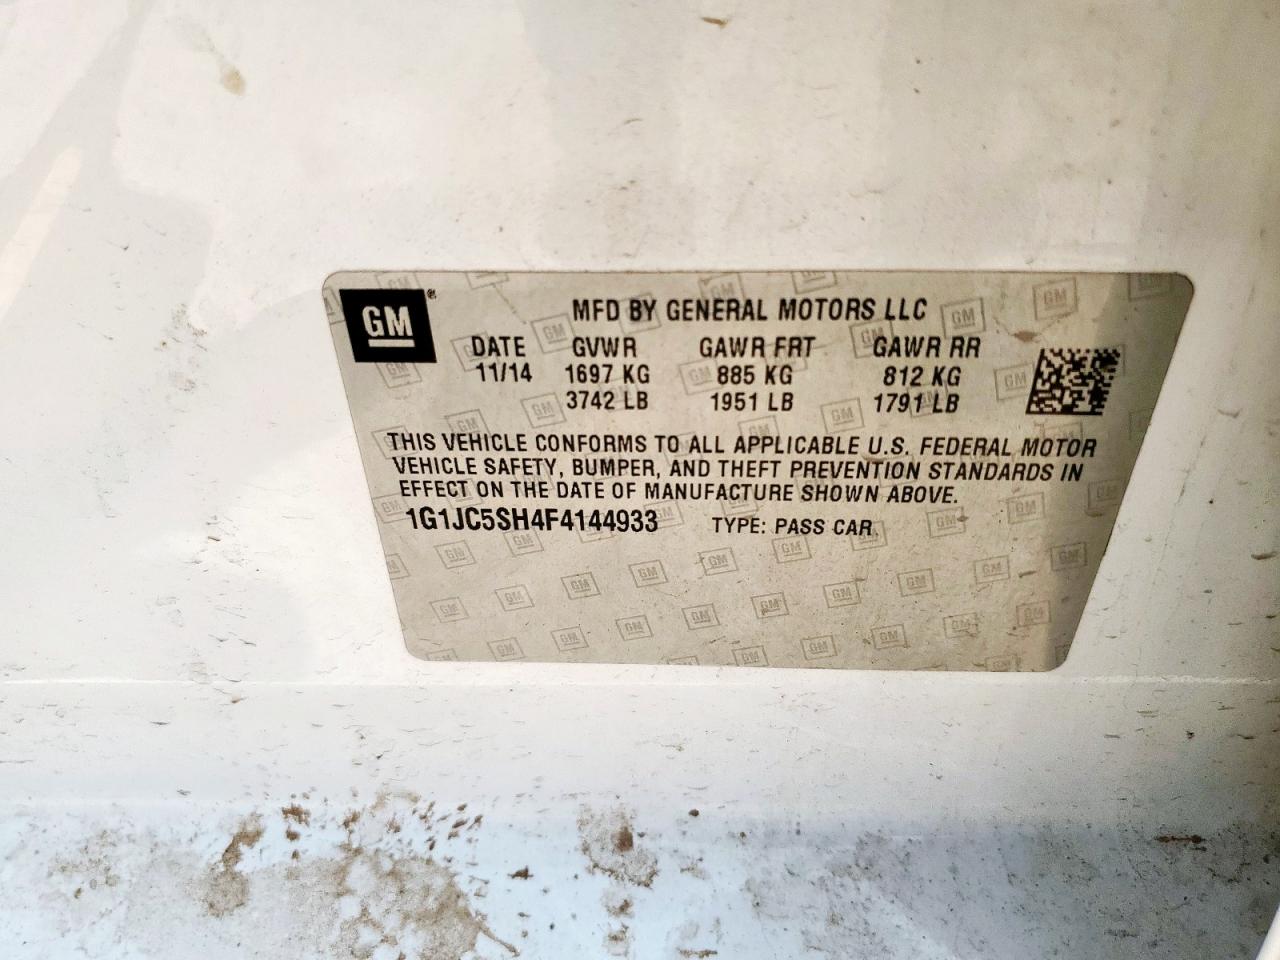 GM®
MFD BY GENERAL MOTORS LLC
DATE GVWR GAWR FRT GAWR RR
11/14 1697 KG 885 KG 812 KG
3742 LB 1951 LB 1791 LB
THIS VEHICLE CONFORMS TO ALL APPLICABLE U.S. FEDERAL MOTOR
VEHICLE SAFETY, BUMPER, AND THEFT PREVENTION STANDARDS IN
EFFECT ON THE DATE OF MANUFACTURE SHOWN ABOVE.
1G1JC5SH4F4144933 TYPE: PASS CAR